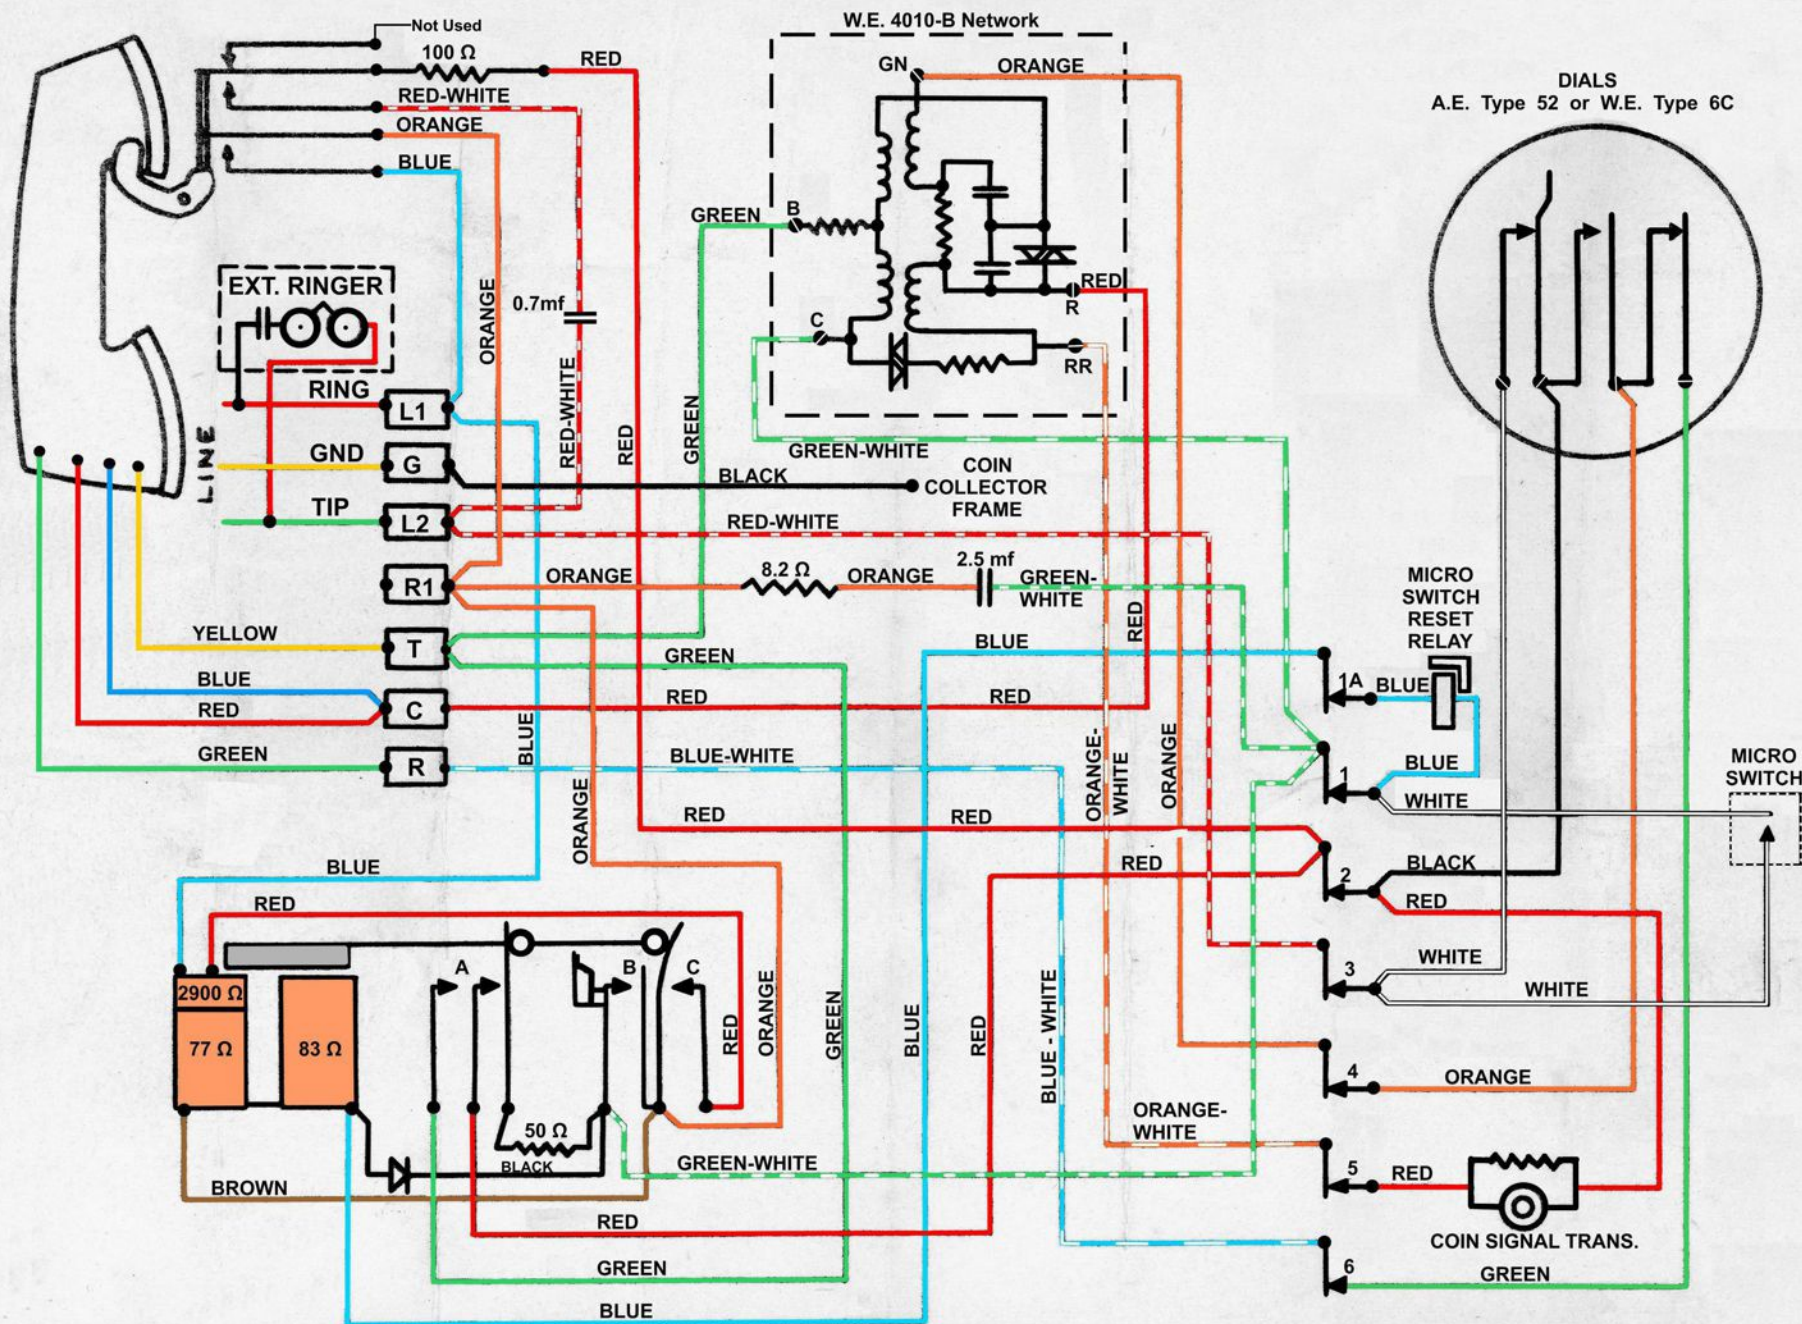 W.E. 4010-B Network
Not Used
100 Ω
RED
GN
ORANGE
RED-WHITE
ORANGE
BLUE
DIALS
A.E. Type 52 or W.E. Type 6C
GREEN
B
EXT. RINGER
0.7mf
ORANGE
RED
R
C
RR
RING
L1
RED-WHITE
GREEN
RED
GREEN-WHITE
LINE
GND
G
BLACK
COIN
COLLECTOR
FRAME
TIP
L2
RED-WHITE
R1
ORANGE
8.2 Ω
ORANGE
2.5 mf
GREEN-
WHITE
MICRO
SWITCH
RESET
RELAY
YELLOW
T
GREEN
BLUE
RED
1A
BLUE
BLUE
RED
C
RED
RED
BLUE
GREEN
R
BLUE-WHITE
ORANGE-
WHITE
ORANGE
1
BLUE
WHITE
MICRO
SWITCH
ORANGE
RED
RED
BLUE
RED
2
BLACK
RED
RED
A
B
C
3
WHITE
WHITE
2900 Ω
77 Ω
83 Ω
RED
ORANGE
GREEN
BLUE
RED
BLUE - WHITE
4
ORANGE
50 Ω
BLACK
GREEN-WHITE
ORANGE-
WHITE
5
RED
BROWN
RED
COIN SIGNAL TRANS.
GREEN
6
GREEN
BLUE